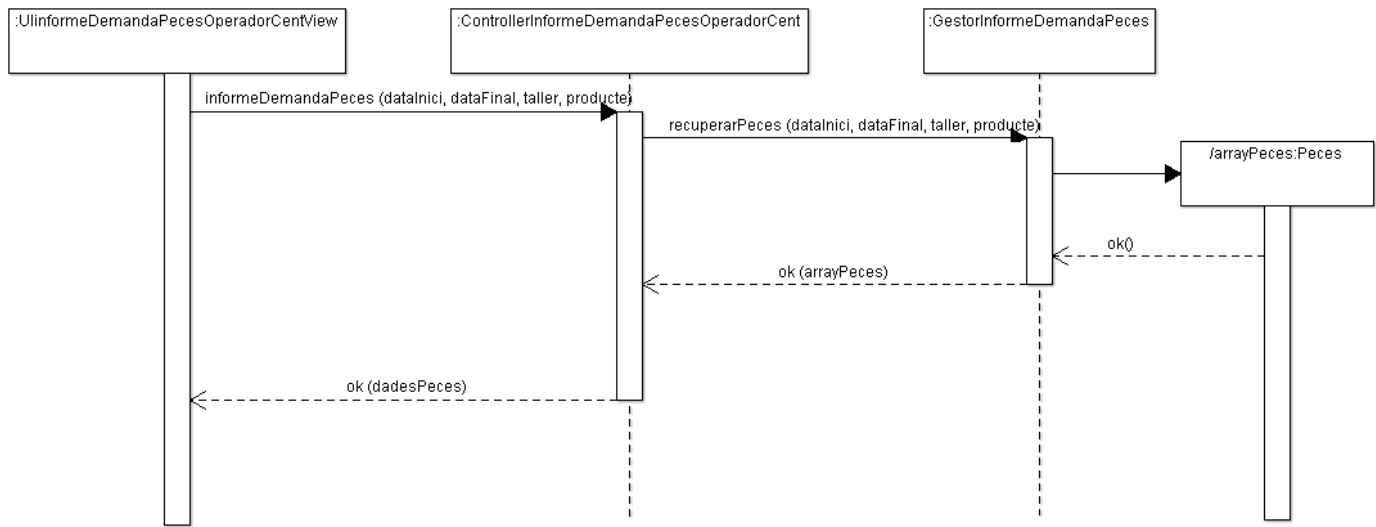 :UIinformeDemandaPecesOperadorCentView
:ControllerInformeDemandaPecesOperadorCent
:GestorInformeDemandaPeces
informeDemandaPeces (dataInici, dataFinal, taller, producte)
recuperarPeces (dataInici, dataFinal, taller, producte)
/arrayPeces:Peces
ok()
ok (arrayPeces)
ok (dadesPeces)